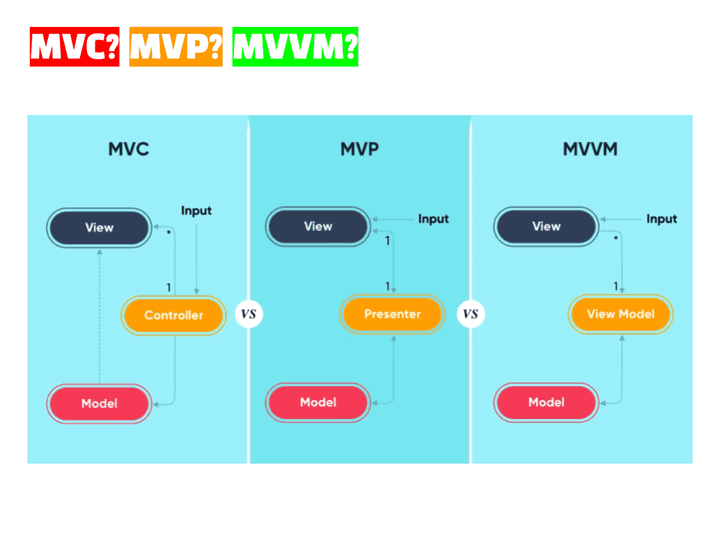 MVC? MVP? MVVM?
MVC
View
Input
*
1
Controller
Model
VS
MVP
View
Input
1
1
Presenter
Model
VS
MVVM
View
Input
*
1
View Model
Model